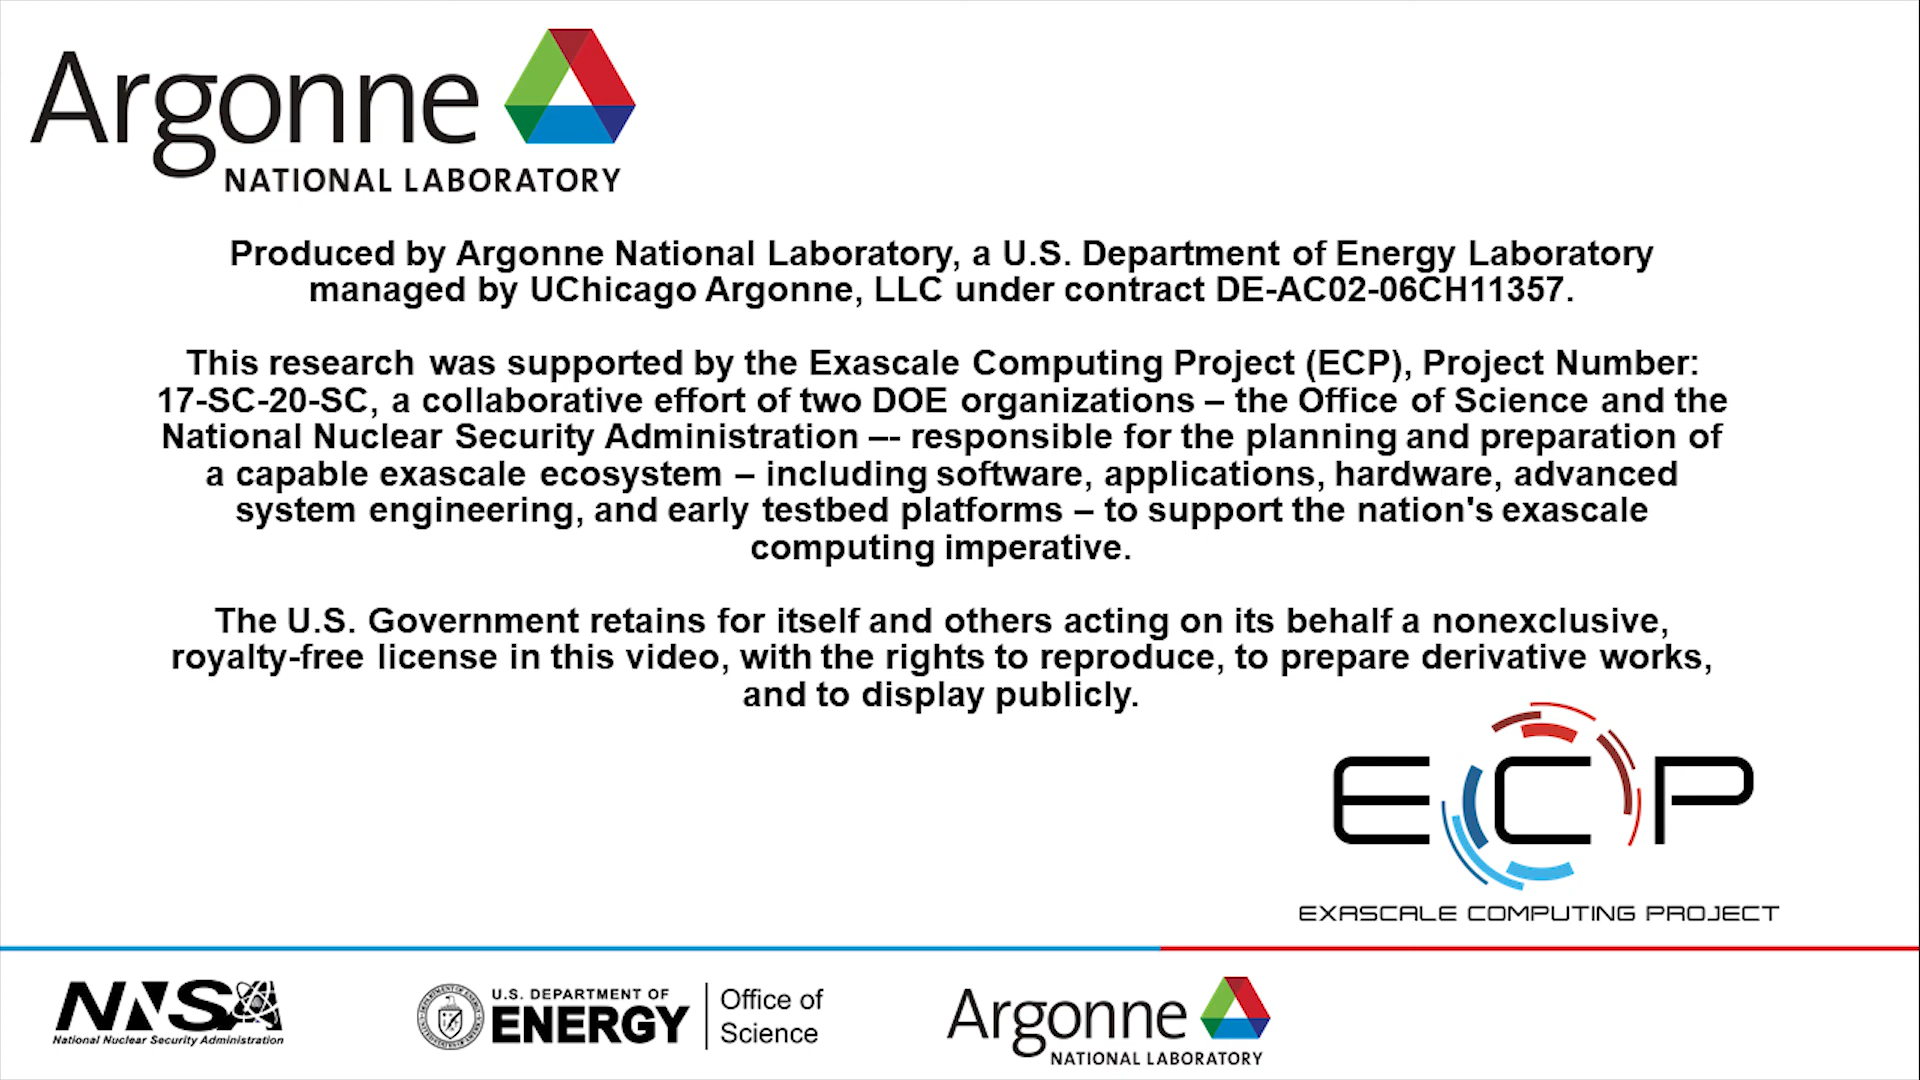 Argonne
NATIONAL LABORATORY
Produced by Argonne National Laboratory, a U.S. Department of Energy Laboratory
managed by UChicago Argonne, LLC under contract DE-AC02-06CH11357.
This research was supported by the Exascale Computing Project (ECP), Project Number:
17-SC-20-SC, a collaborative effort of two DOE organizations – the Office of Science and the
National Nuclear Security Administration –- responsible for the planning and preparation of
a capable exascale ecosystem – including software, applications, hardware, advanced
system engineering, and early testbed platforms – to support the nation's exascale
computing imperative.
The U.S. Government retains for itself and others acting on its behalf a nonexclusive,
royalty-free license in this video, with the rights to reproduce, to prepare derivative works,
and to display publicly.
ECP
EXASCALE COMPUTING PROJECT
NNSA
National Nuclear Security Administration
U.S. DEPARTMENT OF
ENERGY
Office of
Science
Argonne
NATIONAL LABORATORY